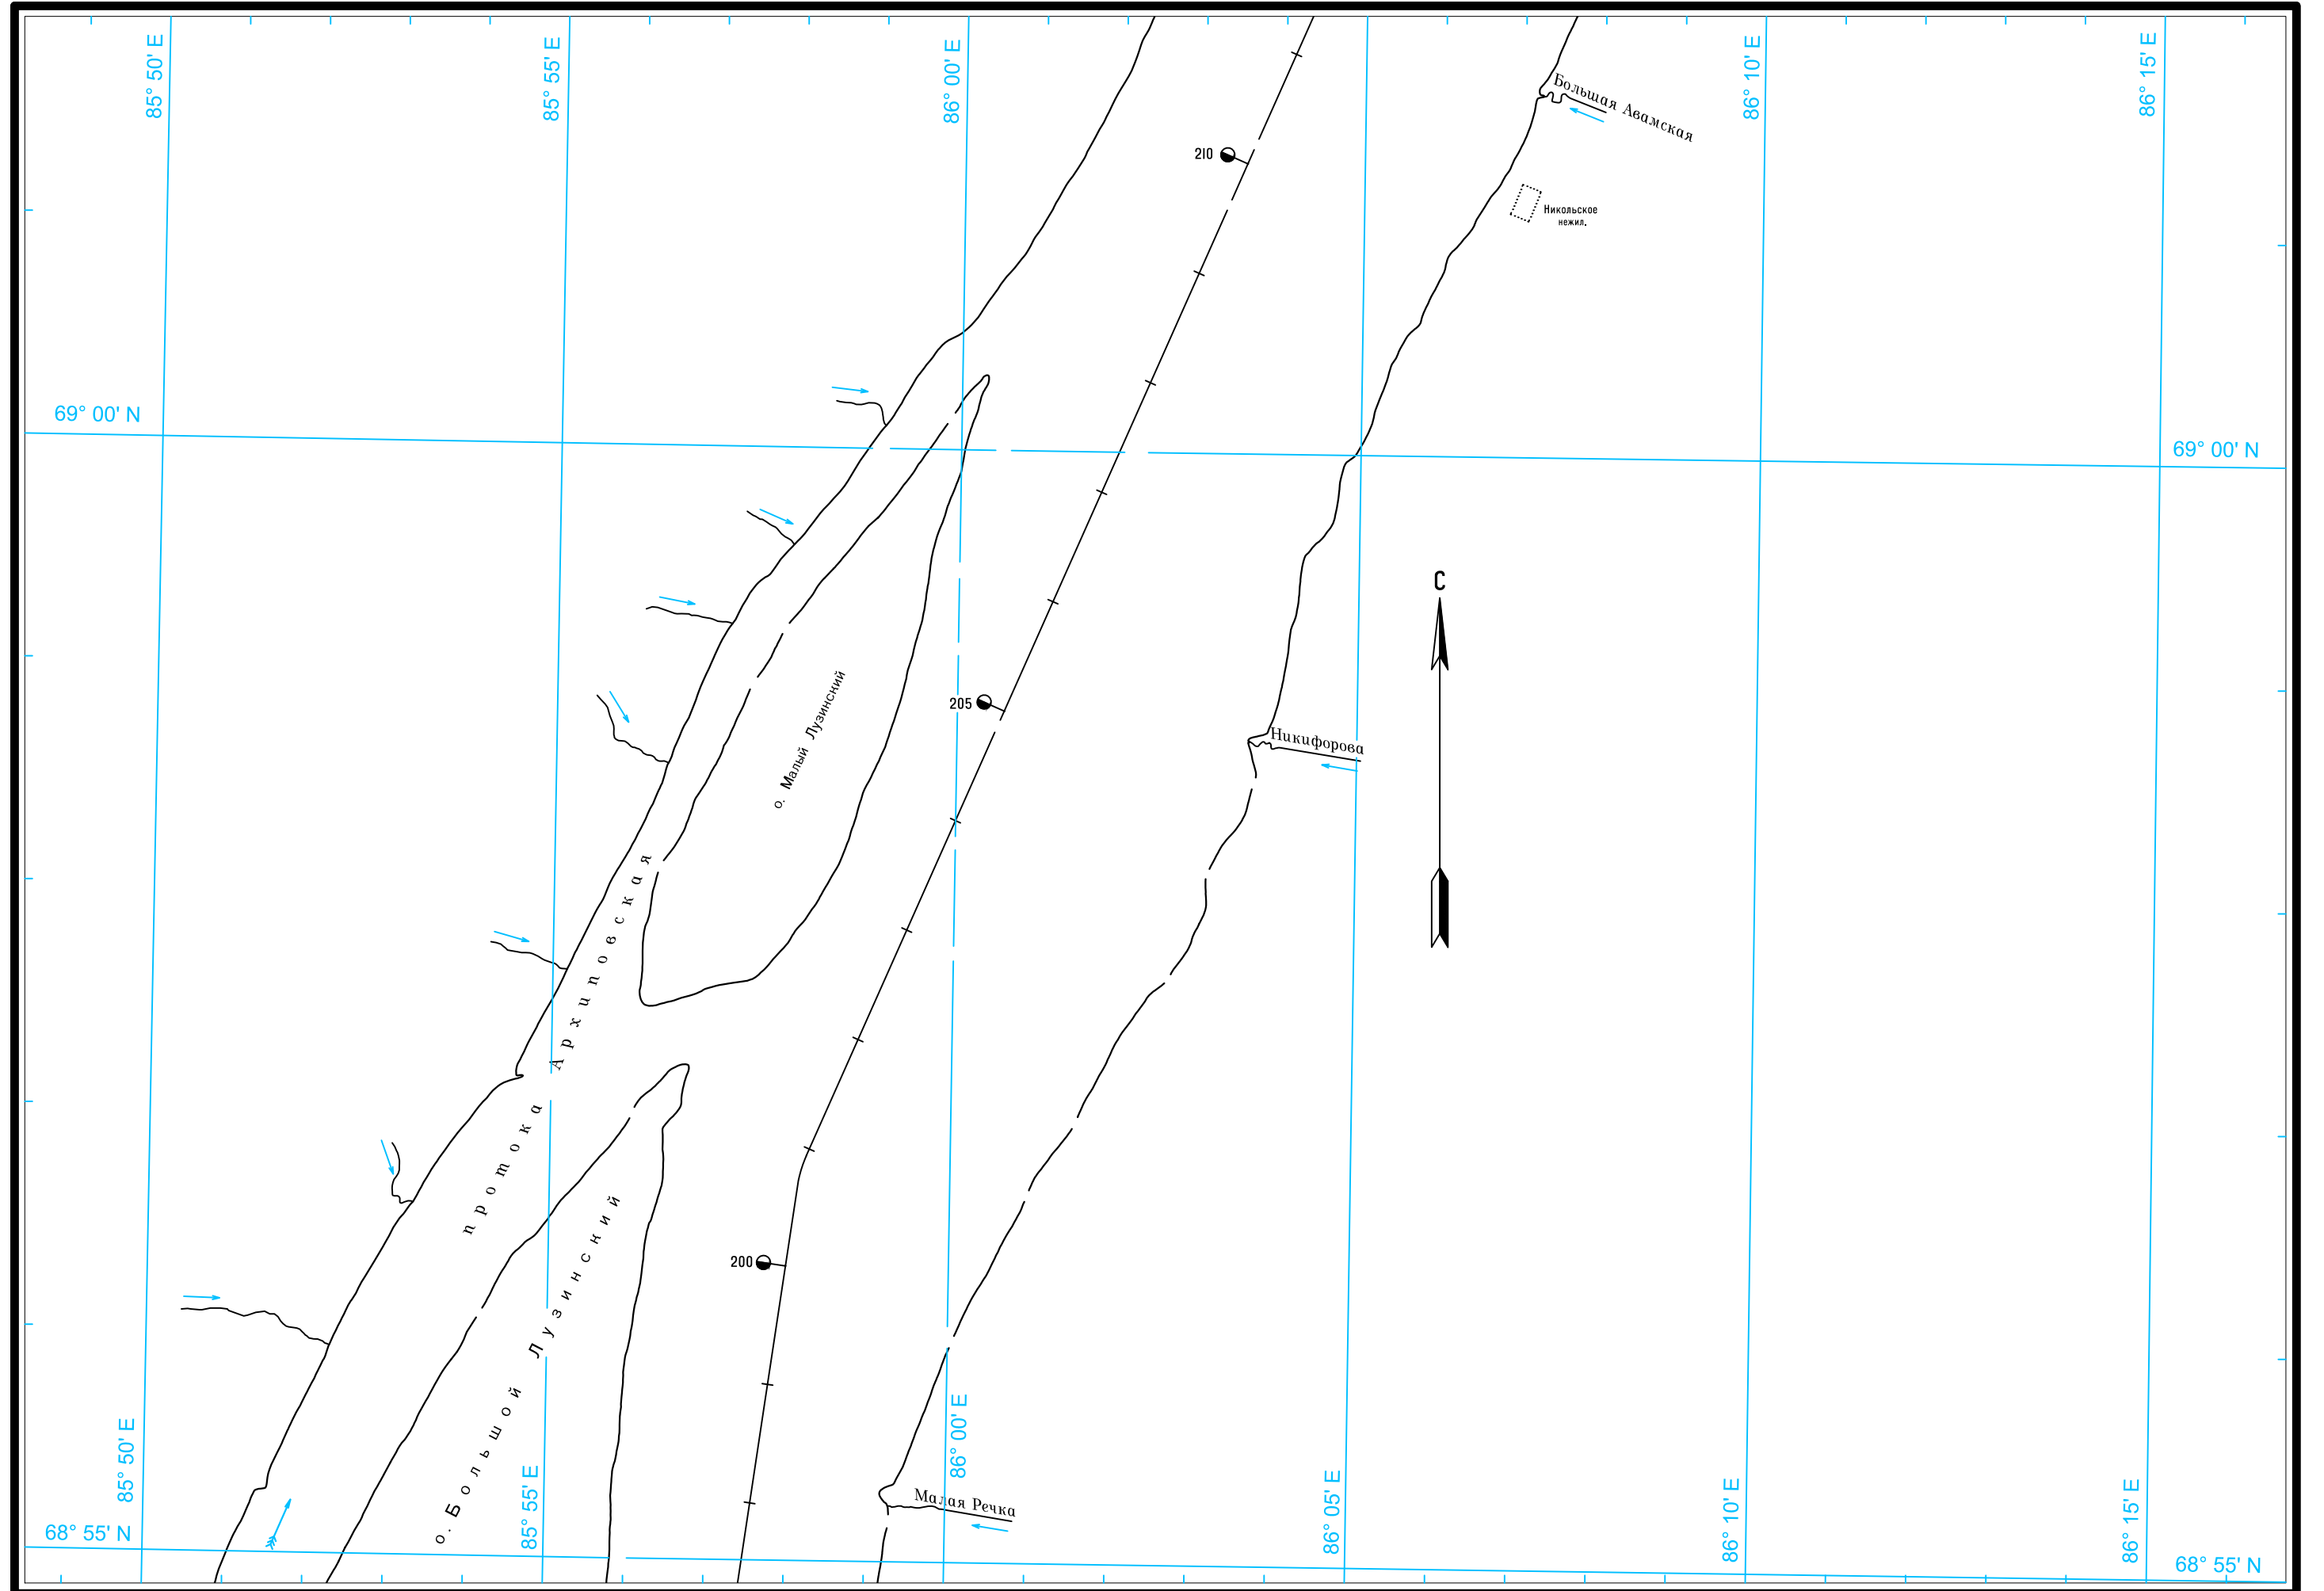 85° 50' E
85° 55' E
86° 00' E
86° 10' E
86° 15' E
Большая Авамская
210
Никольское
нежил.
69° 00' N
69° 00' N
С
о. Малый Лузинский
205
Никифорова
протока Архиповская
о. Большой Лузинский
200
85° 50' E
85° 55' E
86° 00' E
86° 05' E
86° 10' E
86° 15' E
Малая Речка
68° 55' N
68° 55' N